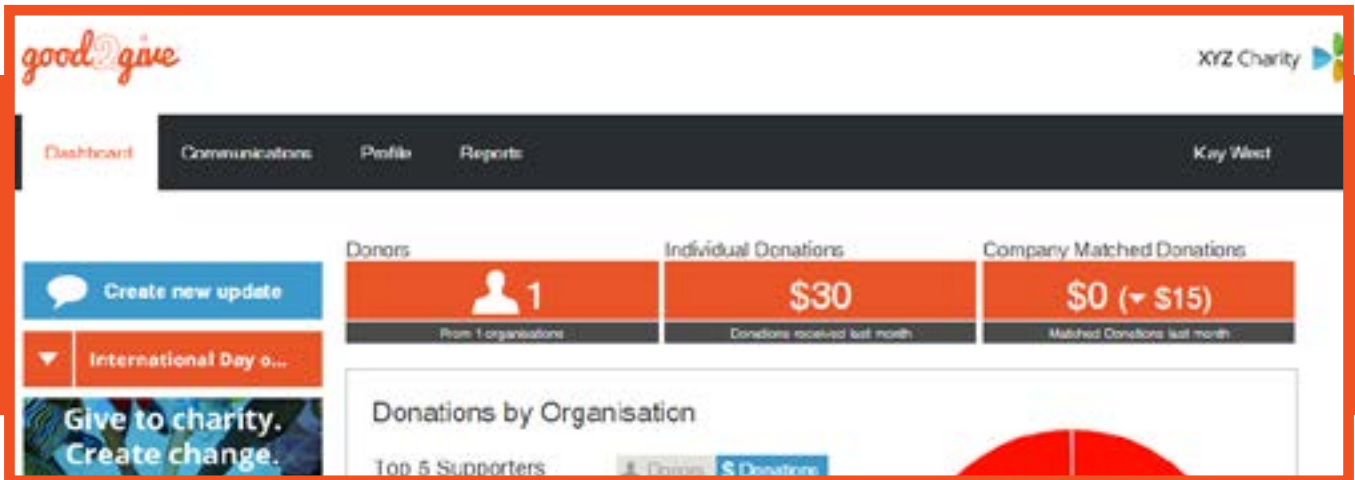 good2give
XYZ Charity
Dashboard Communications Profile Reports Kay West
Donors Individual Donations Company Matched Donations
Create new update
1 $30 $0 ( $15)
From 1 organisations Donations received last month Matched Donations last month
International Day o...
Give to charity.
Create change.
Donations by Organisation
Top 5 Supporters Donors $ Donations